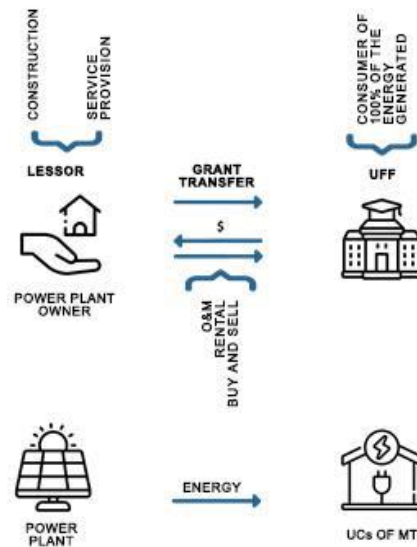 CONSTRUCTION
SERVICE
PROVISION
CONSUMER OF
100% OF THE
ENERGY
GENERATED
LESSOR
GRANT
TRANSFER
UFF
$
POWER PLANT
OWNER
O&M
RENTAL
BUY AND SELL
ENERGY
POWER
PLANT
UCs OF MT